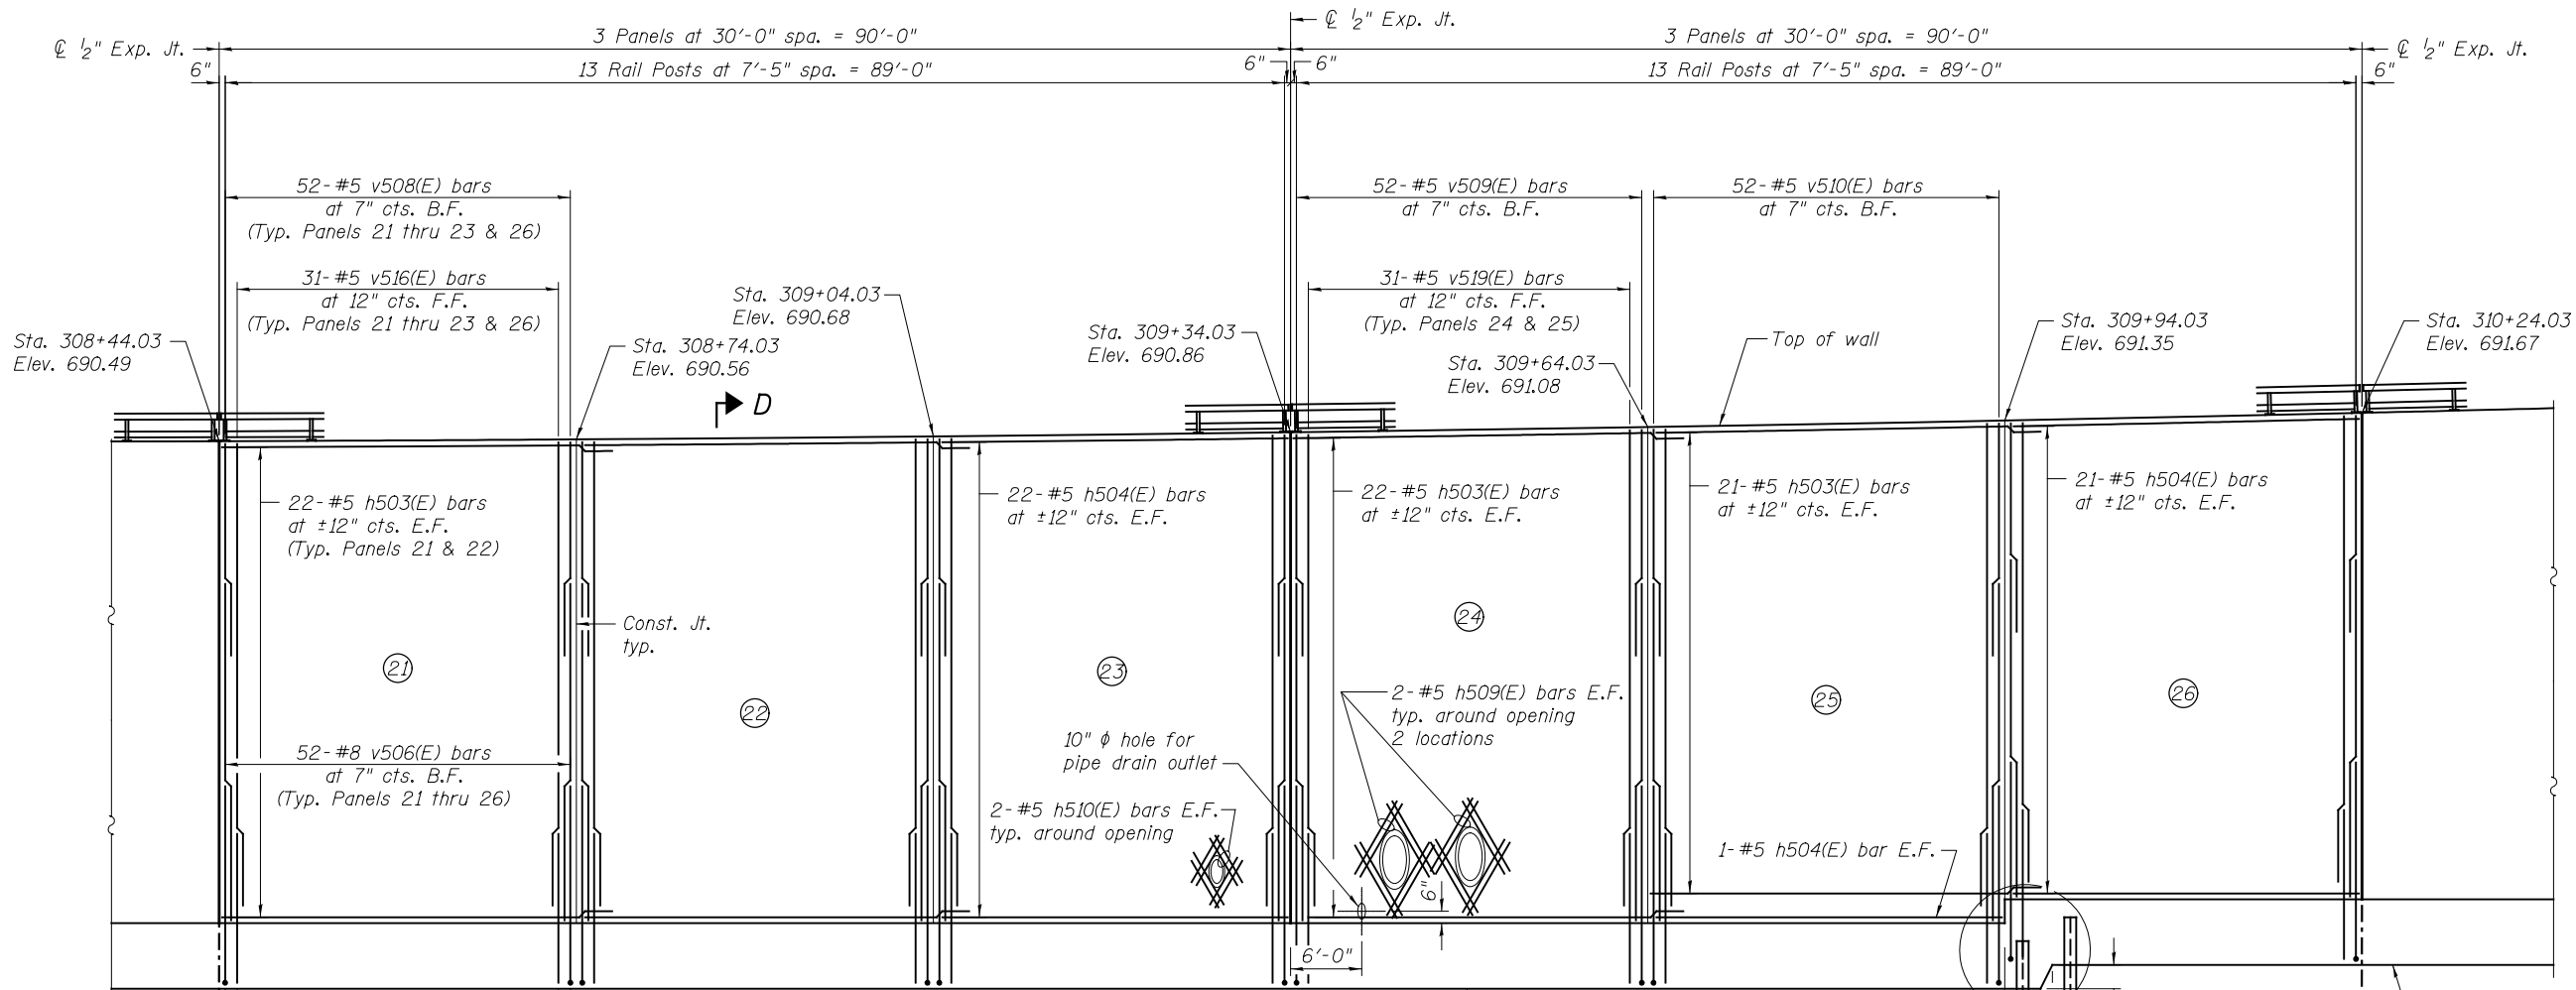 ℄ 1/2" Exp. Jt.
3 Panels at 30'-0" spa. = 90'-0"
℄ 1/2" Exp. Jt.
3 Panels at 30'-0" spa. = 90'-0"
℄ 1/2" Exp. Jt.
6"
13 Rail Posts at 7'-5" spa. = 89'-0"
6"
6"
13 Rail Posts at 7'-5" spa. = 89'-0"
6"
52-#5 v508(E) bars
at 7" cts. B.F.
(Typ. Panels 21 thru 23 & 26)
52-#5 v509(E) bars
at 7" cts. B.F.
52-#5 v510(E) bars
at 7" cts. B.F.
31-#5 v516(E) bars
at 12" cts. F.F.
(Typ. Panels 21 thru 23 & 26)
31-#5 v519(E) bars
at 12" cts. F.F.
(Typ. Panels 24 & 25)
Sta. 308+44.03
Elev. 690.49
Sta. 308+74.03
Elev. 690.56
Sta. 309+04.03
Elev. 690.68
Sta. 309+34.03
Elev. 690.86
Sta. 309+64.03
Elev. 691.08
Top of wall
Sta. 309+94.03
Elev. 691.35
Sta. 310+24.03
Elev. 691.67
D
22-#5 h503(E) bars
at ±12" cts. E.F.
(Typ. Panels 21 & 22)
22-#5 h504(E) bars
at ±12" cts. E.F.
22-#5 h503(E) bars
at ±12" cts. E.F.
21-#5 h503(E) bars
at ±12" cts. E.F.
21-#5 h504(E) bars
at ±12" cts. E.F.
Const. Jt.
typ.
21
22
23
24
25
26
52-#8 v506(E) bars
at 7" cts. B.F.
(Typ. Panels 21 thru 26)
10" ϕ hole for
pipe drain outlet
2-#5 h509(E) bars E.F.
typ. around opening
2 locations
2-#5 h510(E) bars E.F.
typ. around opening
1-#5 h504(E) bar E.F.
6"
6'-0"